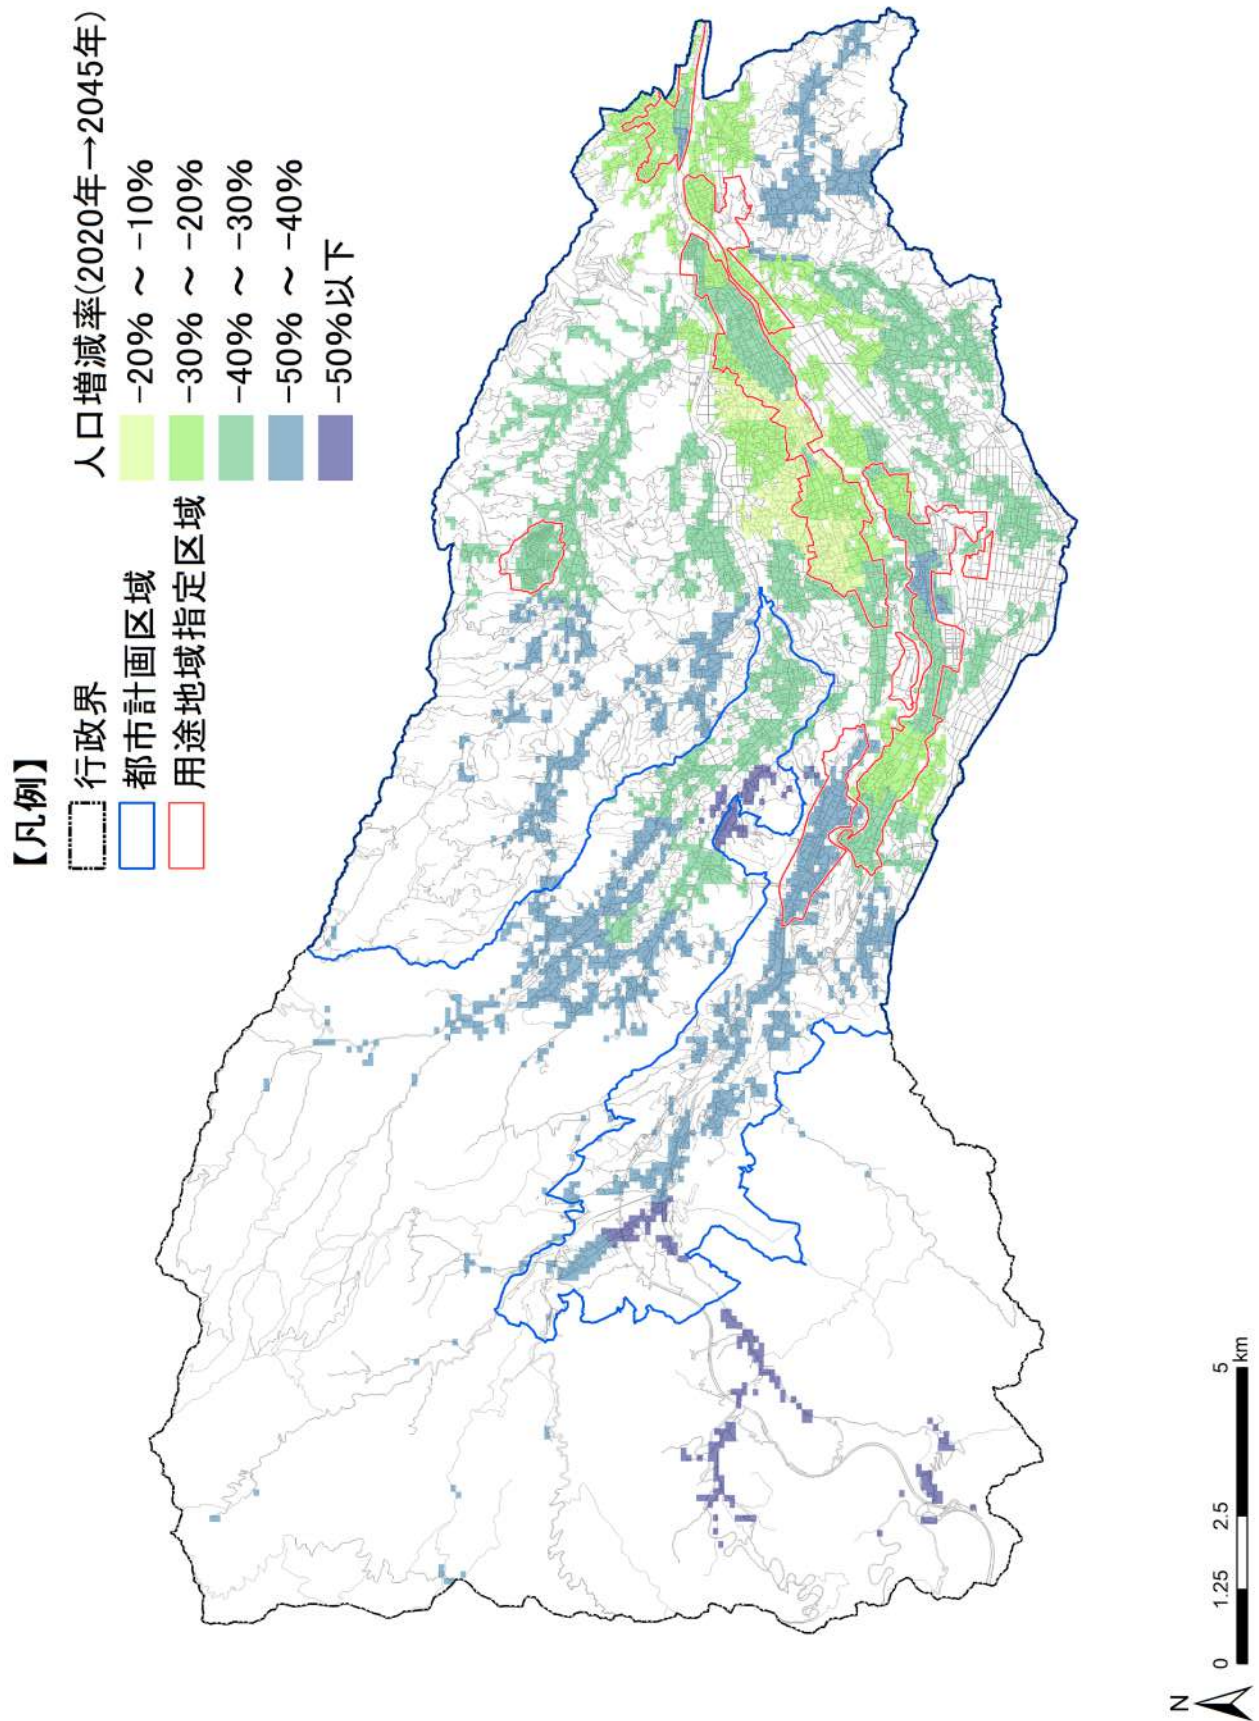 【凡例】
行政界
都市計画区域
用途地域指定区域
人口増減率(2020年→2045年)
-20% ～ -10%
-30% ～ -20%
-40% ～ -30%
-50% ～ -40%
-50%以下
N
0 1.25 2.5 5
km